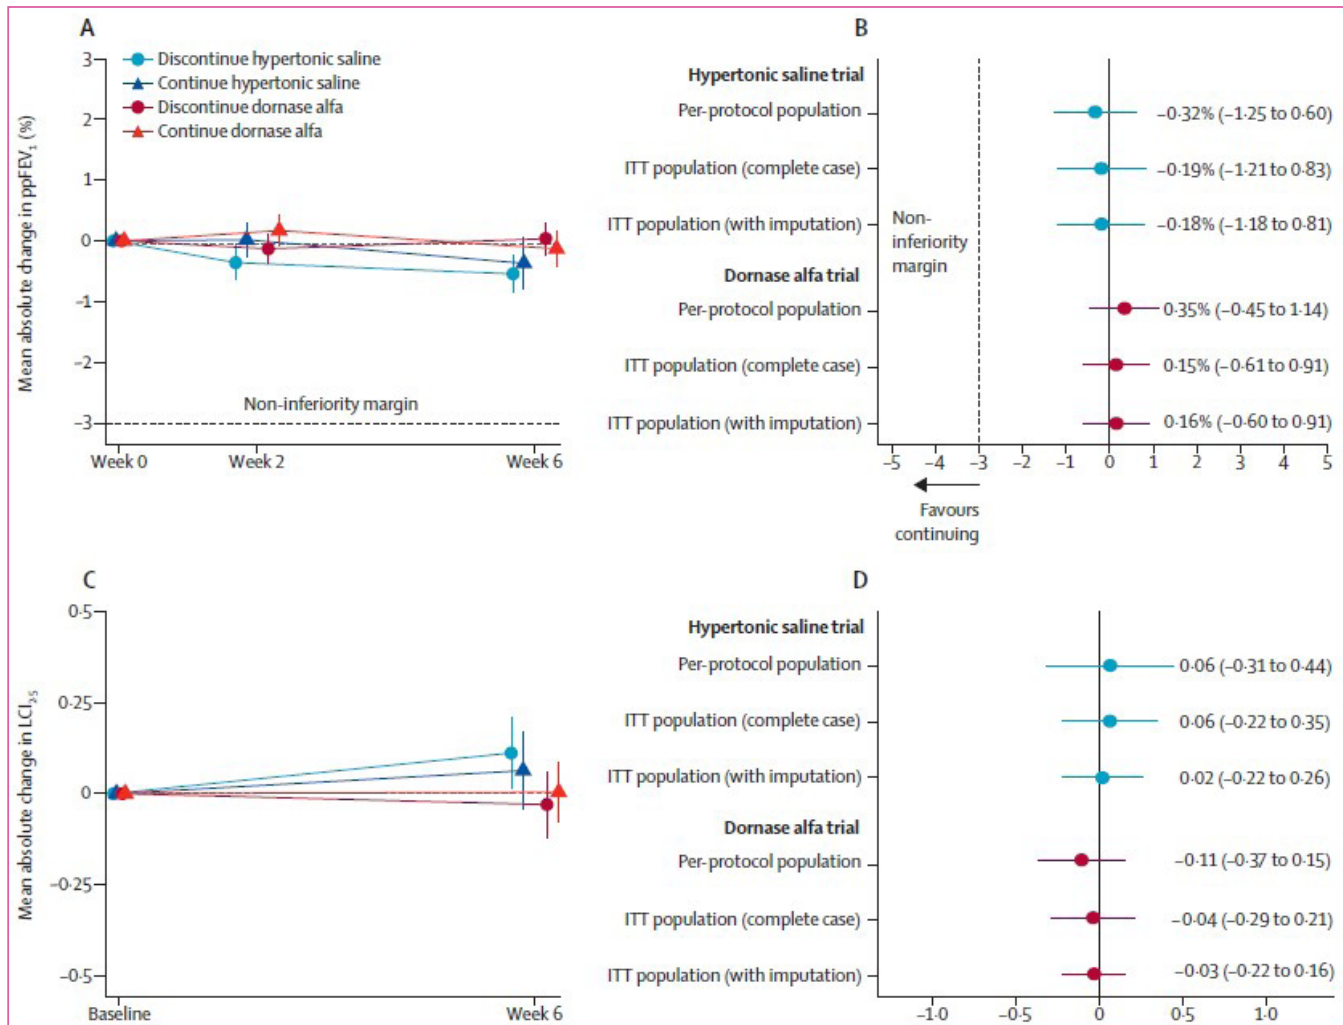 A
3
2
1
0
−1
−2
−3
Mean absolute change in ppFEV₁ (%)
Discontinue hypertonic saline
Continue hypertonic saline
Discontinue dornase alfa
Continue dornase alfa
Non-inferiority margin
Week 0
Week 2
Week 6
B
Hypertonic saline trial
Per-protocol population
−0·32% (−1·25 to 0·60)
ITT population (complete case)
−0·19% (−1·21 to 0·83)
ITT population (with imputation)
−0·18% (−1·18 to 0·81)
Non-
inferiority
margin
Dornase alfa trial
Per-protocol population
0·35% (−0·45 to 1·14)
ITT population (complete case)
0·15% (−0·61 to 0·91)
ITT population (with imputation)
0·16% (−0·60 to 0·91)
−5 −4 −3 −2 −1 0 1 2 3 4 5
Favours
continuing
C
0·5
0·25
0
−0·25
−0·5
Mean absolute change in LCI₂·₅
Baseline
Week 6
D
Hypertonic saline trial
Per-protocol population
0·06 (−0·31 to 0·44)
ITT population (complete case)
0·06 (−0·22 to 0·35)
ITT population (with imputation)
0·02 (−0·22 to 0·26)
Dornase alfa trial
Per-protocol population
−0·11 (−0·37 to 0·15)
ITT population (complete case)
−0·04 (−0·29 to 0·21)
ITT population (with imputation)
−0·03 (−0·22 to 0·16)
−1·0 −0·5 0 0·5 1·0